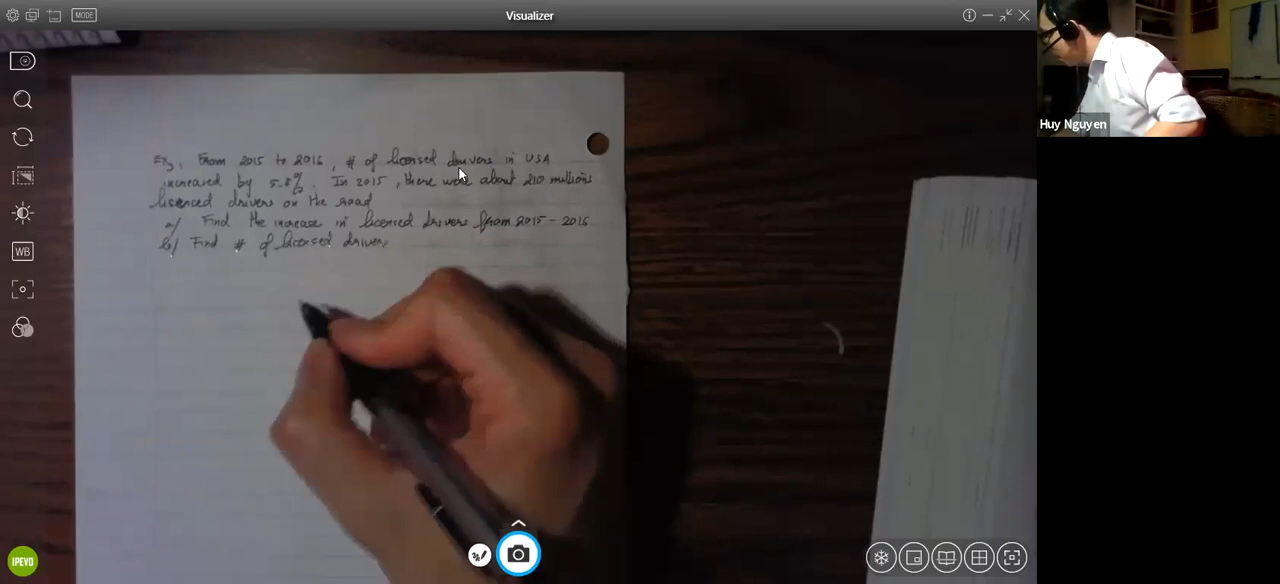 MODE
Visualizer
Huy Nguyen
Ex: From 2015 to 2016, # of licensed drivers in USA
increased by 5.8%. In 2015, there were about 210 millions
licenced drivers on the road
a/ Find the increase in licenced drivers from 2015 - 2016
b/ Find # of licensed drivers
WB
IPEVO